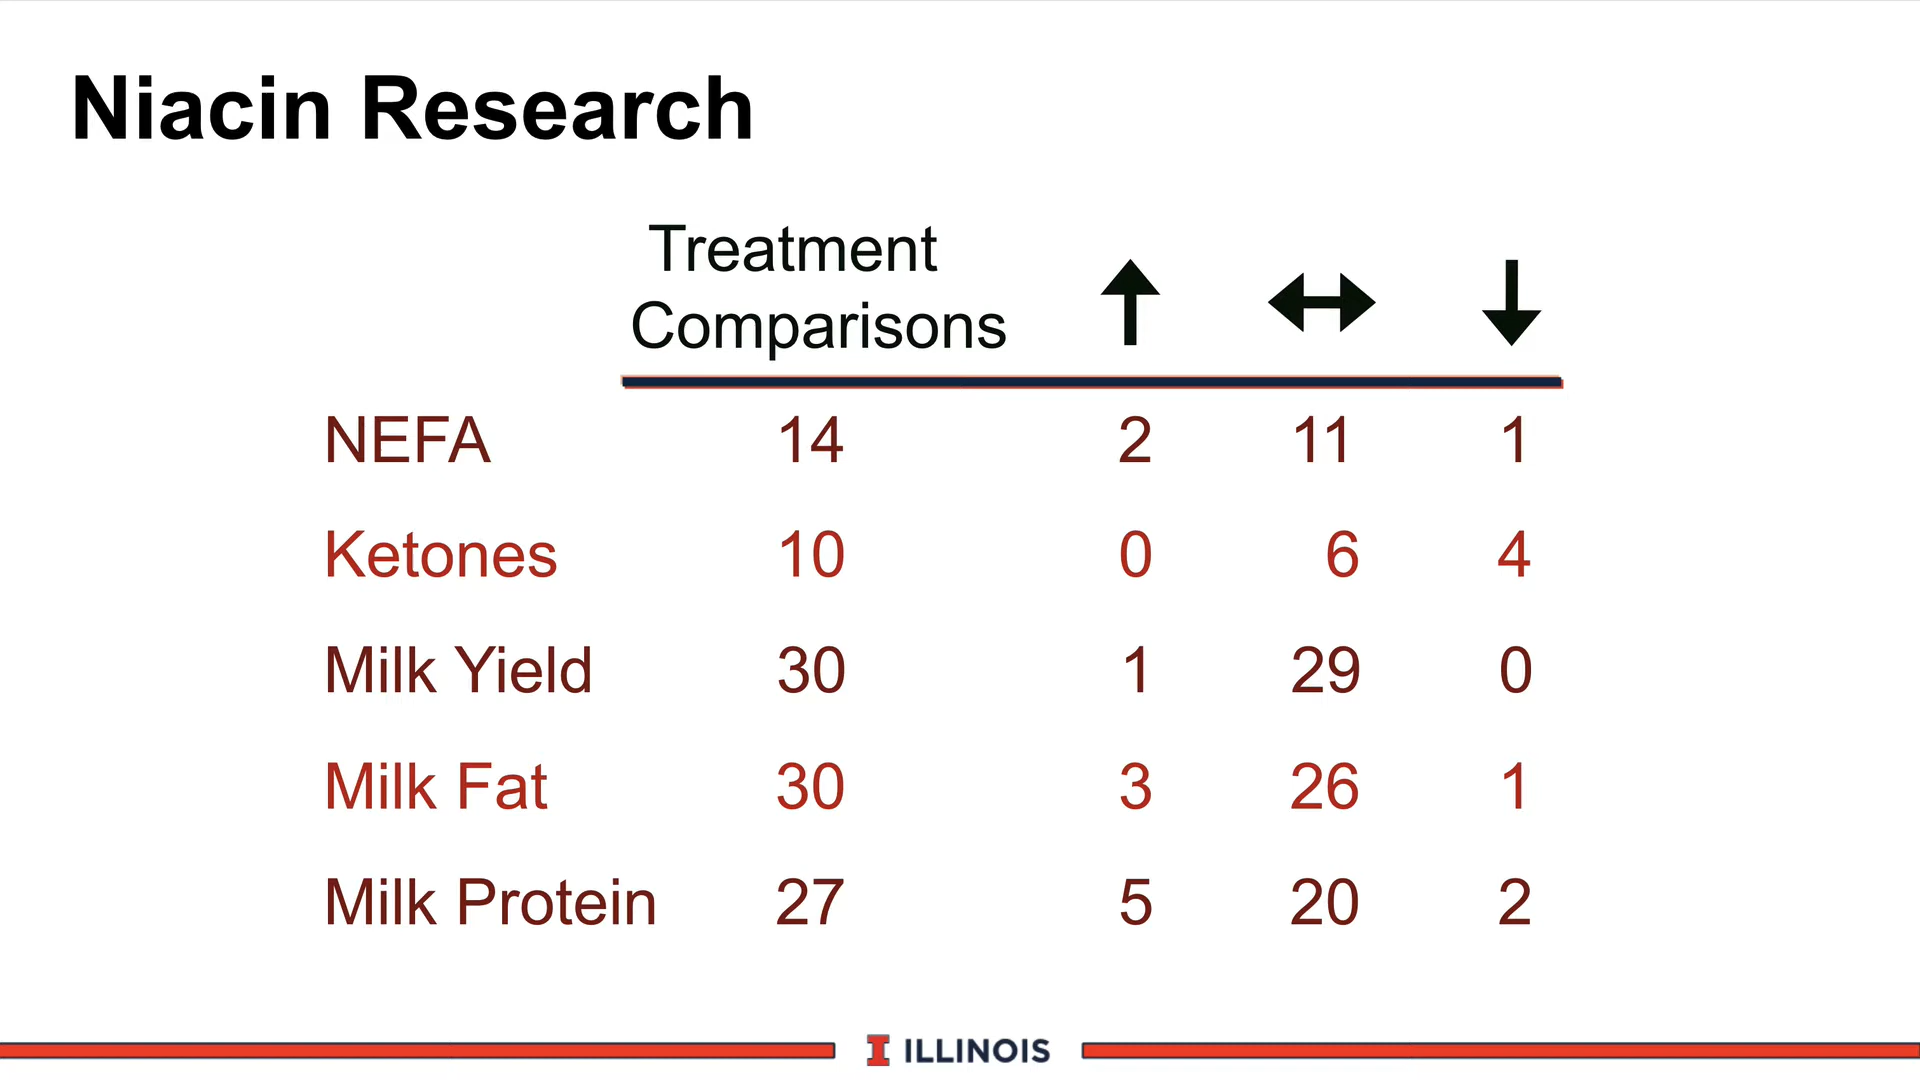 Niacin Research
Treatment
Comparisons
NEFA 14 2 11 1
Ketones 10 0 6 4
Milk Yield 30 1 29 0
Milk Fat 30 3 26 1
Milk Protein 27 5 20 2
I ILLINOIS